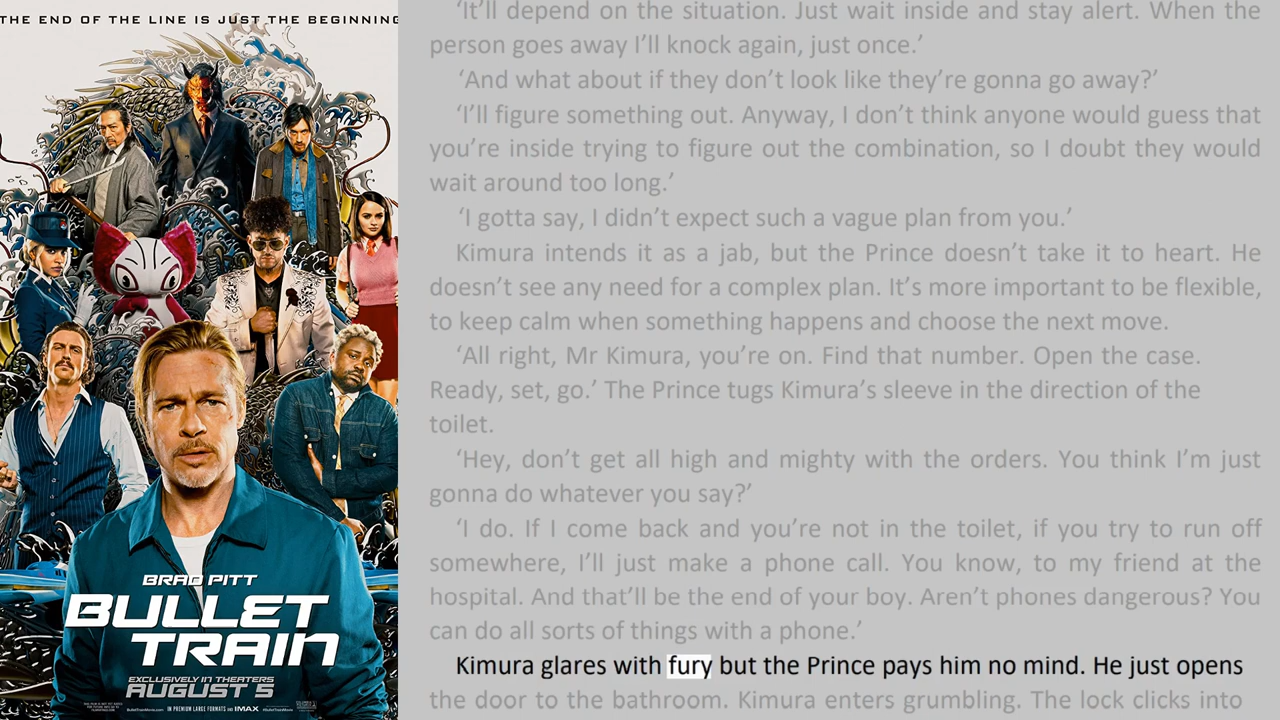 THE END OF THE LINE IS JUST THE BEGINNING
BRAD PITT
BULLET
TRAIN
EXCLUSIVELY IN THEATERS
AUGUST 5
BulletTrainMovie.com
IN PREMIUM LARGE FORMATS and IMAX
#BulletTrainMovie
‘It’ll depend on the situation. Just wait inside and stay alert. When the
person goes away I’ll knock again, just once.’
‘And what about if they don’t look like they’re gonna go away?’
‘I’ll figure something out. Anyway, I don’t think anyone would guess that
you’re inside trying to figure out the combination, so I doubt they would
wait around too long.’
‘I gotta say, I didn’t expect such a vague plan from you.’
Kimura intends it as a jab, but the Prince doesn’t take it to heart. He
doesn’t see any need for a complex plan. It’s more important to be flexible,
to keep calm when something happens and choose the next move.
‘All right, Mr Kimura, you’re on. Find that number. Open the case.
Ready, set, go.’ The Prince tugs Kimura’s sleeve in the direction of the
toilet.
‘Hey, don’t get all high and mighty with the orders. You think I’m just
gonna do whatever you say?’
‘I do. If I come back and you’re not in the toilet, if you try to run off
somewhere, I’ll just make a phone call. You know, to my friend at the
hospital. And that’ll be the end of your boy. Aren’t phones dangerous? You
can do all sorts of things with a phone.’
Kimura glares with fury but the Prince pays him no mind. He just opens
the door to the The lock clicks into